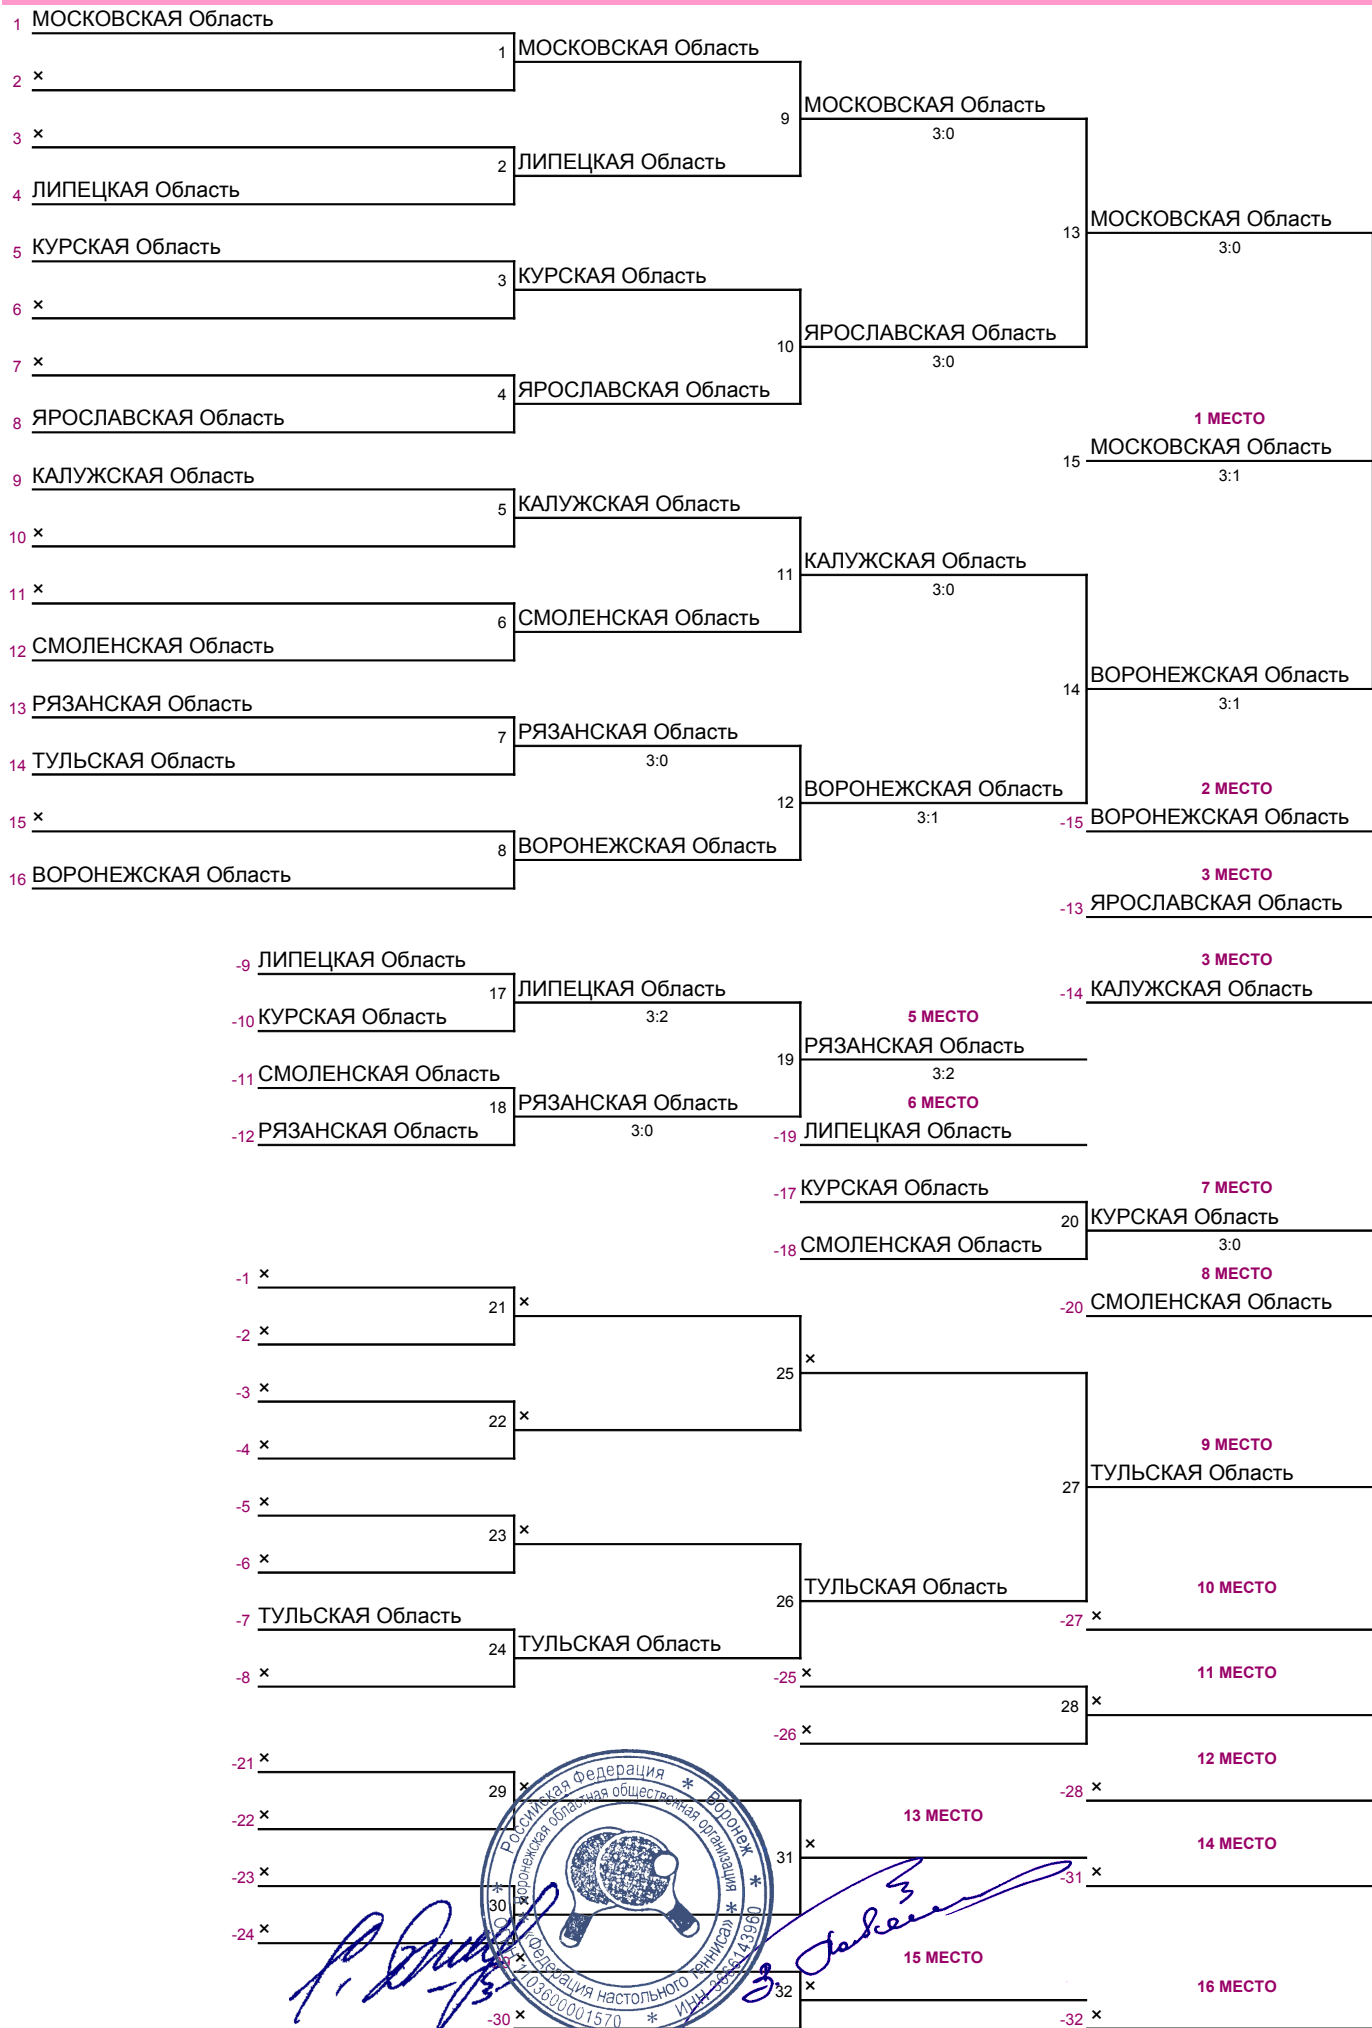 1 МОСКОВСКАЯ Область
1 МОСКОВСКАЯ Область
2 ×
9 МОСКОВСКАЯ Область
3:0
3 ×
2 ЛИПЕЦКАЯ Область
4 ЛИПЕЦКАЯ Область
13 МОСКОВСКАЯ Область
3:0
5 КУРСКАЯ Область
3 КУРСКАЯ Область
6 ×
10 ЯРОСЛАВСКАЯ Область
3:0
7 ×
4 ЯРОСЛАВСКАЯ Область
8 ЯРОСЛАВСКАЯ Область
1 МЕСТО
15 МОСКОВСКАЯ Область
3:1
9 КАЛУЖСКАЯ Область
5 КАЛУЖСКАЯ Область
10 ×
11 КАЛУЖСКАЯ Область
3:0
11 ×
6 СМОЛЕНСКАЯ Область
12 СМОЛЕНСКАЯ Область
14 ВОРОНЕЖСКАЯ Область
3:1
13 РЯЗАНСКАЯ Область
7 РЯЗАНСКАЯ Область
3:0
14 ТУЛЬСКАЯ Область
12 ВОРОНЕЖСКАЯ Область
3:1
2 МЕСТО
-15 ВОРОНЕЖСКАЯ Область
15 ×
8 ВОРОНЕЖСКАЯ Область
16 ВОРОНЕЖСКАЯ Область
3 МЕСТО
-13 ЯРОСЛАВСКАЯ Область
-9 ЛИПЕЦКАЯ Область
3 МЕСТО
17 ЛИПЕЦКАЯ Область
3:2
-14 КАЛУЖСКАЯ Область
-10 КУРСКАЯ Область
5 МЕСТО
19 РЯЗАНСКАЯ Область
3:2
-11 СМОЛЕНСКАЯ Область
18 РЯЗАНСКАЯ Область
3:0
6 МЕСТО
-12 РЯЗАНСКАЯ Область
-19 ЛИПЕЦКАЯ Область
-17 КУРСКАЯ Область
7 МЕСТО
20 КУРСКАЯ Область
3:0
-18 СМОЛЕНСКАЯ Область
8 МЕСТО
-20 СМОЛЕНСКАЯ Область
-1 ×
21 ×
-2 ×
25 ×
-3 ×
22 ×
-4 ×
9 МЕСТО
27 ТУЛЬСКАЯ Область
-5 ×
23 ×
-6 ×
26 ТУЛЬСКАЯ Область
10 МЕСТО
-27 ×
-7 ТУЛЬСКАЯ Область
24 ТУЛЬСКАЯ Область
-8 ×
-25 ×
11 МЕСТО
28 ×
-26 ×
-21 ×
12 МЕСТО
29 ×
-28 ×
-22 ×
13 МЕСТО
31 ×
14 МЕСТО
-23 ×
-31 ×
30 ×
-24 ×
15 МЕСТО
×
32 ×
16 МЕСТО
-30 ×
-32 ×
Российская Федерация * Воронеж *
Воронежская областная общественная организация
«Федерация настольного тенниса»
1103600001570 * ИНН 3666143960